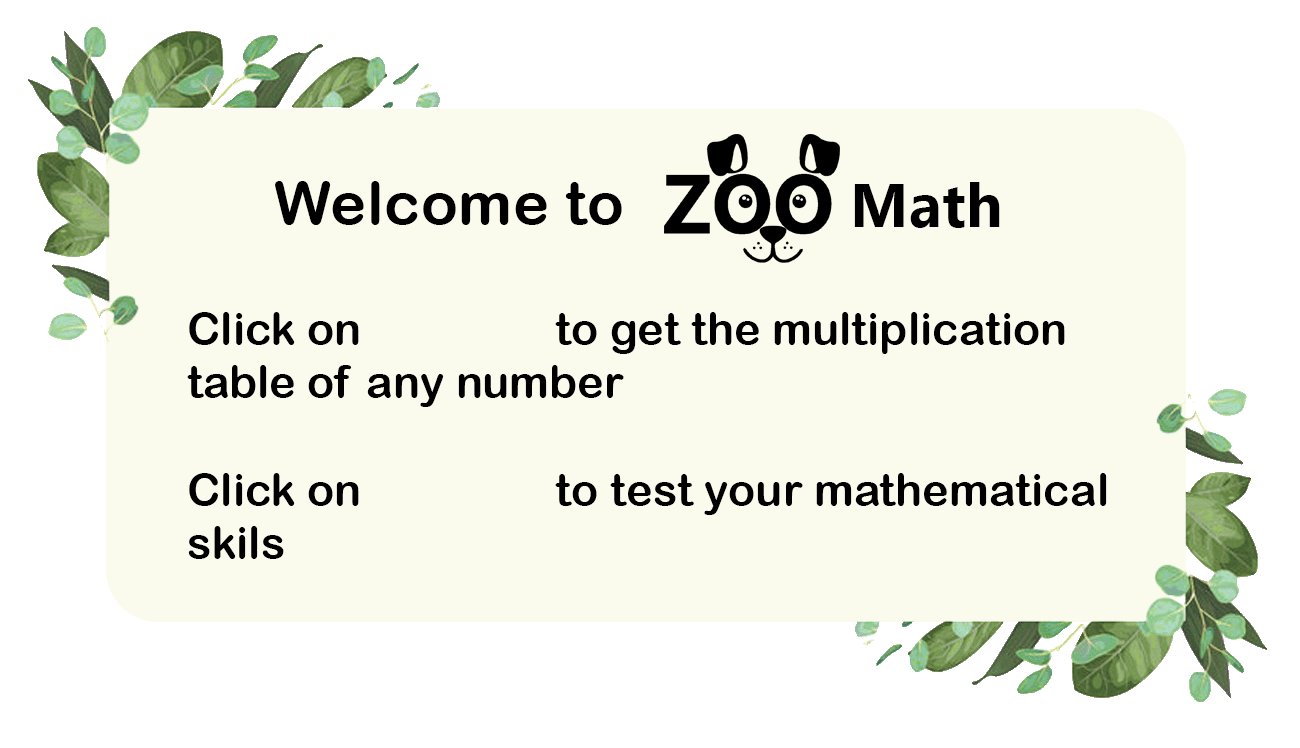 Welcome to ZOO Math
Click on to get the multiplication
table of any number
Click on to test your mathematical
skils